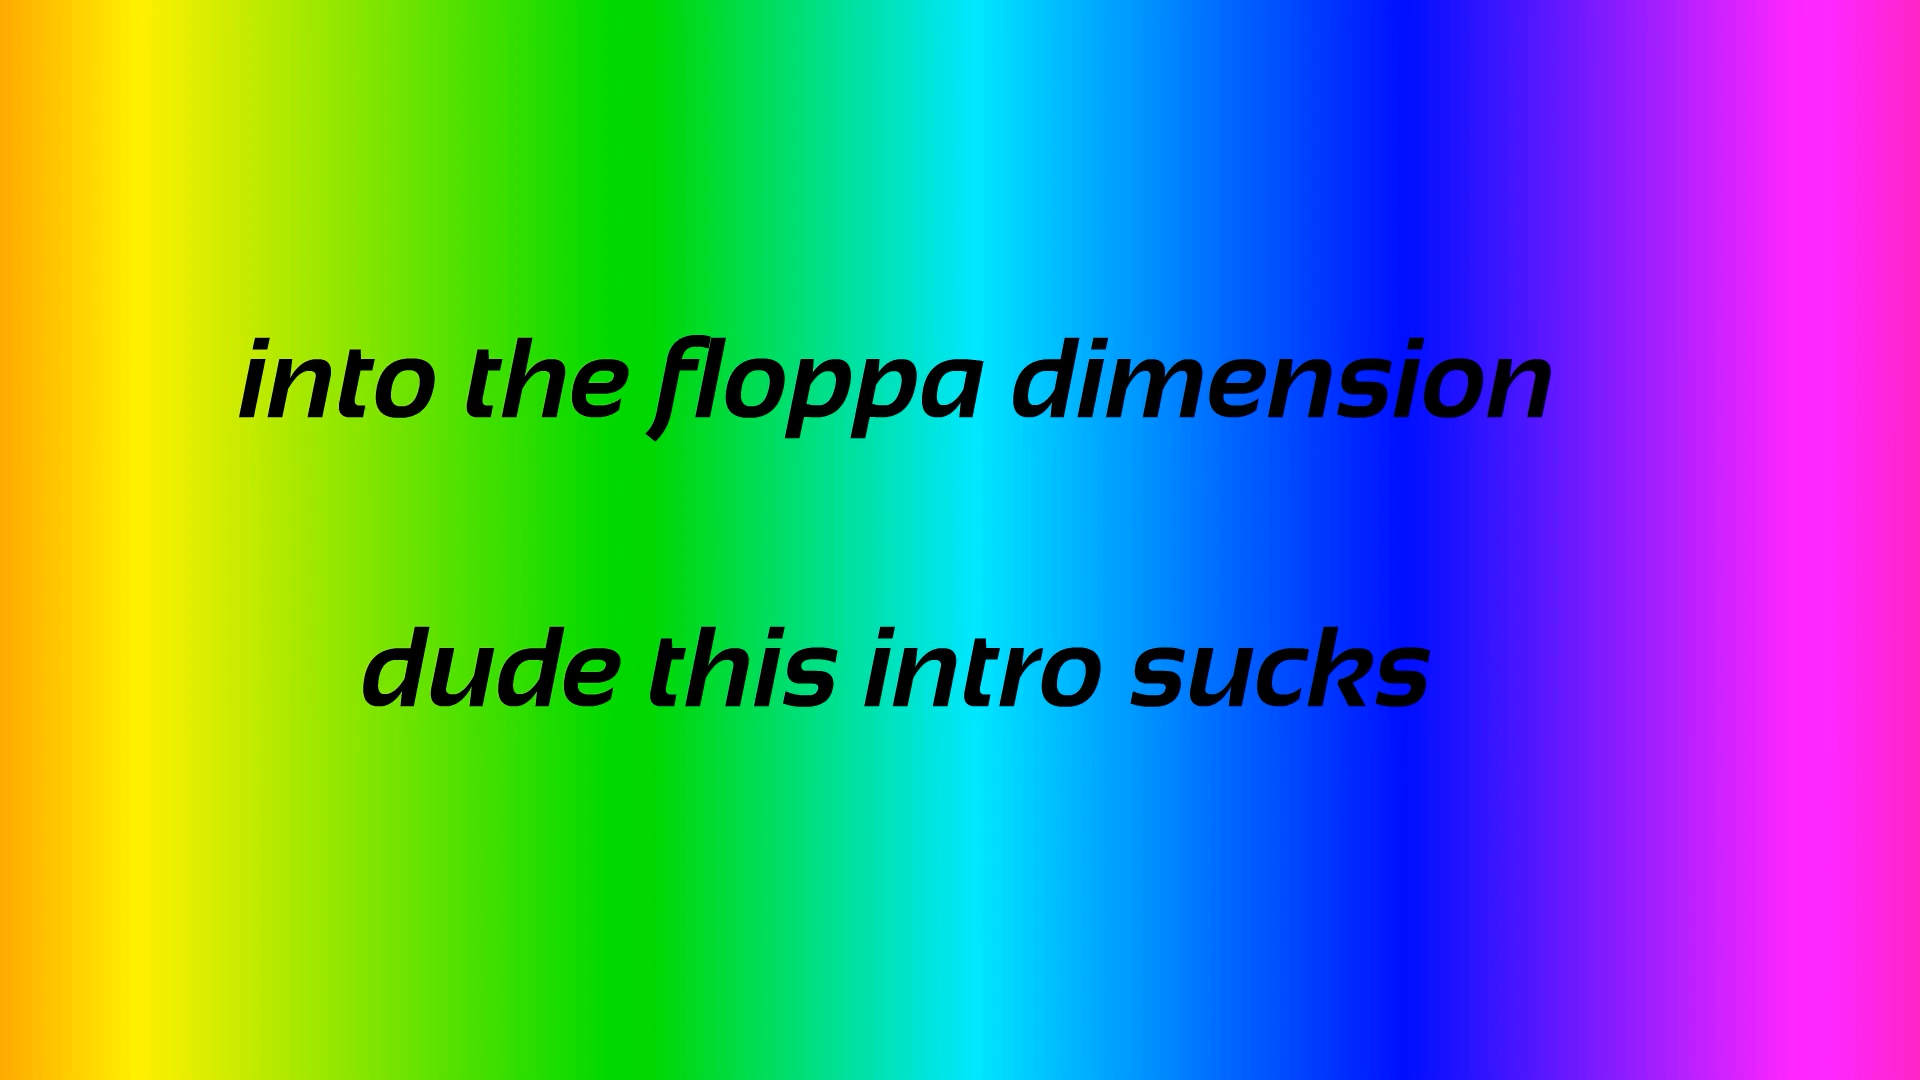 into the floppa dimension
dude this intro sucks